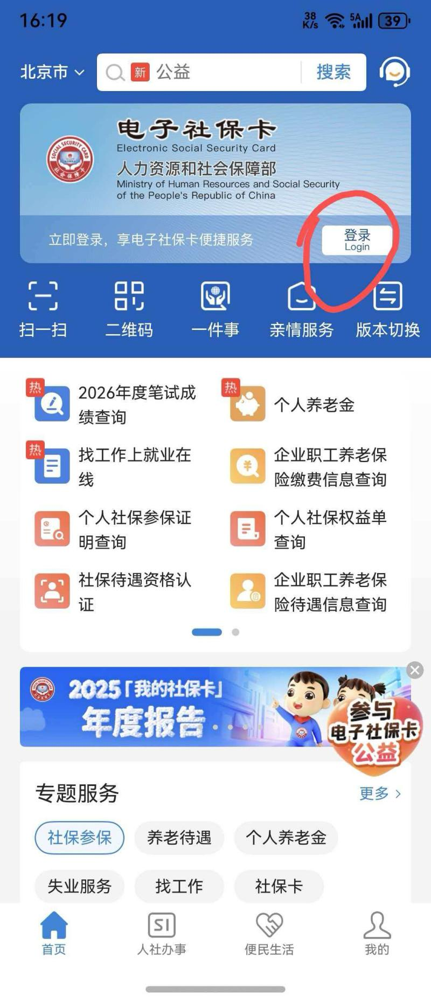 16:19
38
K/s
5A
39
北京市
新 公益
搜索
SOCIAL SECURITY CARD
社会保障卡
电子社保卡
Electronic Social Security Card
人力资源和社会保障部
Ministry of Human Resources and Social Security
of the People's Republic of China
立即登录，享电子社保卡便捷服务
登录
Login
扫一扫
二维码
一件事
亲情服务
版本切换
热
2026年度笔试成
绩查询
热
个人养老金
热
找工作上就业在
线
企业职工养老保
险缴费信息查询
个人社保参保证
明查询
个人社保权益单
查询
社保待遇资格认
证
企业职工养老保
险待遇信息查询
2025「我的社保卡」
年度报告
参与
电子社保卡
公益
专题服务
更多 >
社保参保
养老待遇
个人养老金
失业服务
找工作
社保卡
首页
SI
人社办事
便民生活
我的